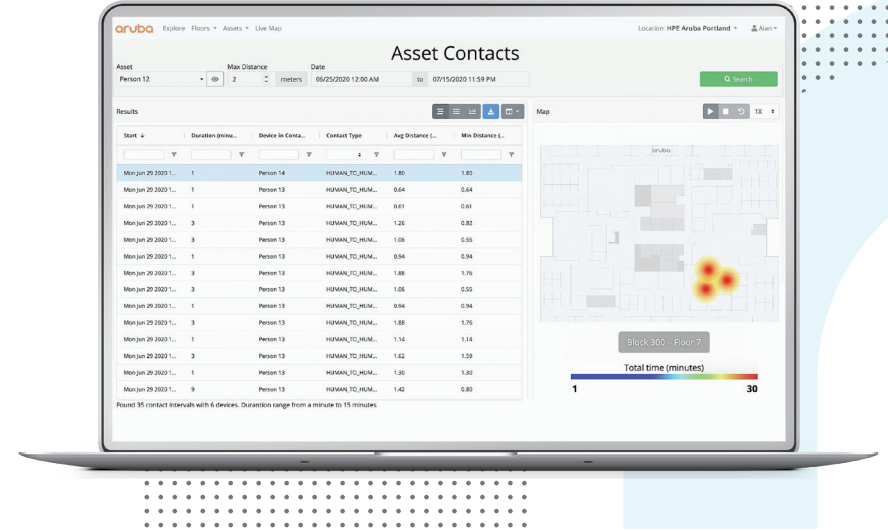 aruba Explore Floors Assets Live Map Location: HPE Aruba Portland Alan
Asset Contacts
Asset Max Distance Date
Person 12 2 meters 06/25/2020 12:00 AM to 07/15/2020 11:59 PM Search
Results Map 1X
Start Duration (minu... Device in Conta... Contact Type Avg Distance (... Min Distance (...
aruba
Mon Jun 29 2020 1... 1 Person 14 HUMAN_TO_HUM... 1.80 1.80
Mon Jun 29 2020 1... 1 Person 13 HUMAN_TO_HUM... 0.64 0.64
Mon Jun 29 2020 1... 1 Person 13 HUMAN_TO_HUM... 0.61 0.61
Mon Jun 29 2020 1... 3 Person 13 HUMAN_TO_HUM... 1.26 0.82
Mon Jun 29 2020 1... 3 Person 13 HUMAN_TO_HUM... 1.06 0.55
Mon Jun 29 2020 1... 1 Person 13 HUMAN_TO_HUM... 0.94 0.94
Mon Jun 29 2020 1... 3 Person 13 HUMAN_TO_HUM... 1.88 1.76
Mon Jun 29 2020 1... 3 Person 13 HUMAN_TO_HUM... 1.06 0.55
Mon Jun 29 2020 1... 1 Person 13 HUMAN_TO_HUM... 0.94 0.94
Mon Jun 29 2020 1... 3 Person 13 HUMAN_TO_HUM... 1.88 1.76
Mon Jun 29 2020 1... 1 Person 13 HUMAN_TO_HUM... 1.14 1.14
Mon Jun 29 2020 1... 3 Person 13 HUMAN_TO_HUM... 1.62 1.59
Mon Jun 29 2020 1... 1 Person 13 HUMAN_TO_HUM... 1.30 1.30
Mon Jun 29 2020 1... 9 Person 13 HUMAN_TO_HUM... 1.42 0.80
Found 35 contact intervals with 6 devices. Durantion range from a minute to 15 minutes.
Block 300 - Floor 7
Total time (minutes)
1 30